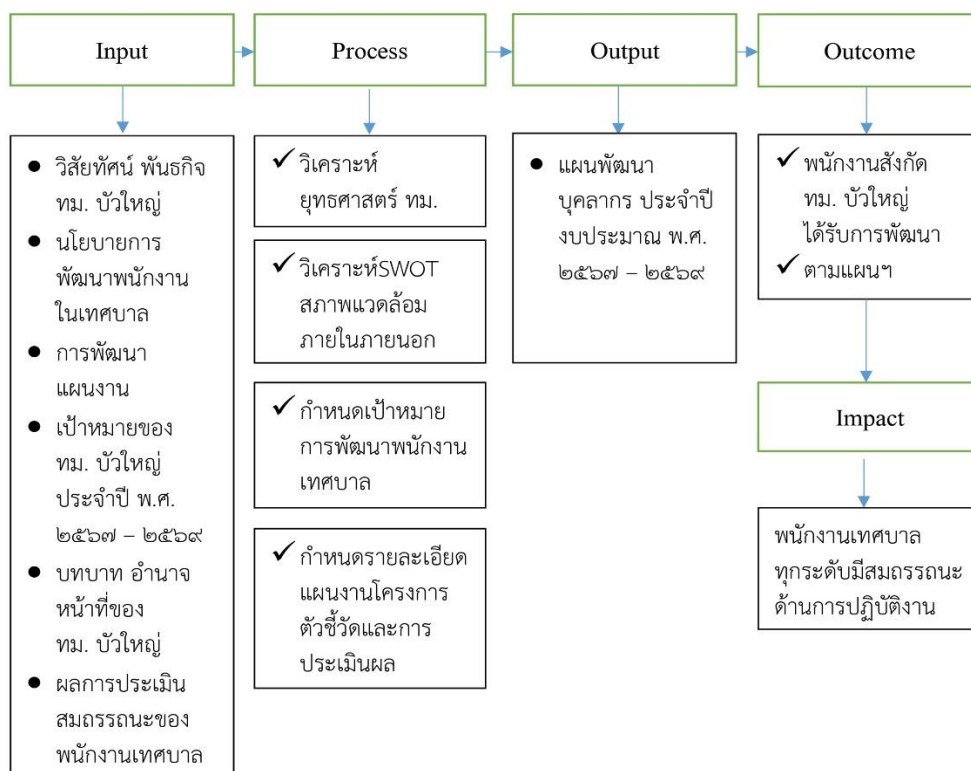 Input
วิสัยทัศน์ พันธกิจ
ทม. บัวใหญ่
นโยบายการ
พัฒนาพนักงาน
ในเทศบาล
การพัฒนา
แผนงาน
เป้าหมายของ
ทม. บัวใหญ่
ประจำปี พ.ศ.
๒๕๖๗ – ๒๕๖๙
บทบาท อำนาจ
หน้าที่ของ
ทม. บัวใหญ่
ผลการประเมิน
สมถรรถนะของ
พนักงานเทศบาล
Process
วิเคราะห์
ยุทธศาสตร์ ทม.
วิเคราะห์SWOT
สภาพแวดล้อม
ภายในภายนอก
กำหนดเป้าหมาย
การพัฒนาพนักงาน
เทศบาล
กำหนดรายละเอียด
แผนงานโครงการ
ตัวชี้วัดและการ
ประเมินผล
Output
แผนพัฒนา
บุคลากร ประจำปี
งบประมาณ พ.ศ.
๒๕๖๗ – ๒๕๖๙
Outcome
พนักงานสังกัด
ทม. บัวใหญ่
ได้รับการพัฒนา
ตามแผนฯ
Impact
พนักงานเทศบาล
ทุกระดับมีสมถรรถนะ
ด้านการปฏิบัติงาน